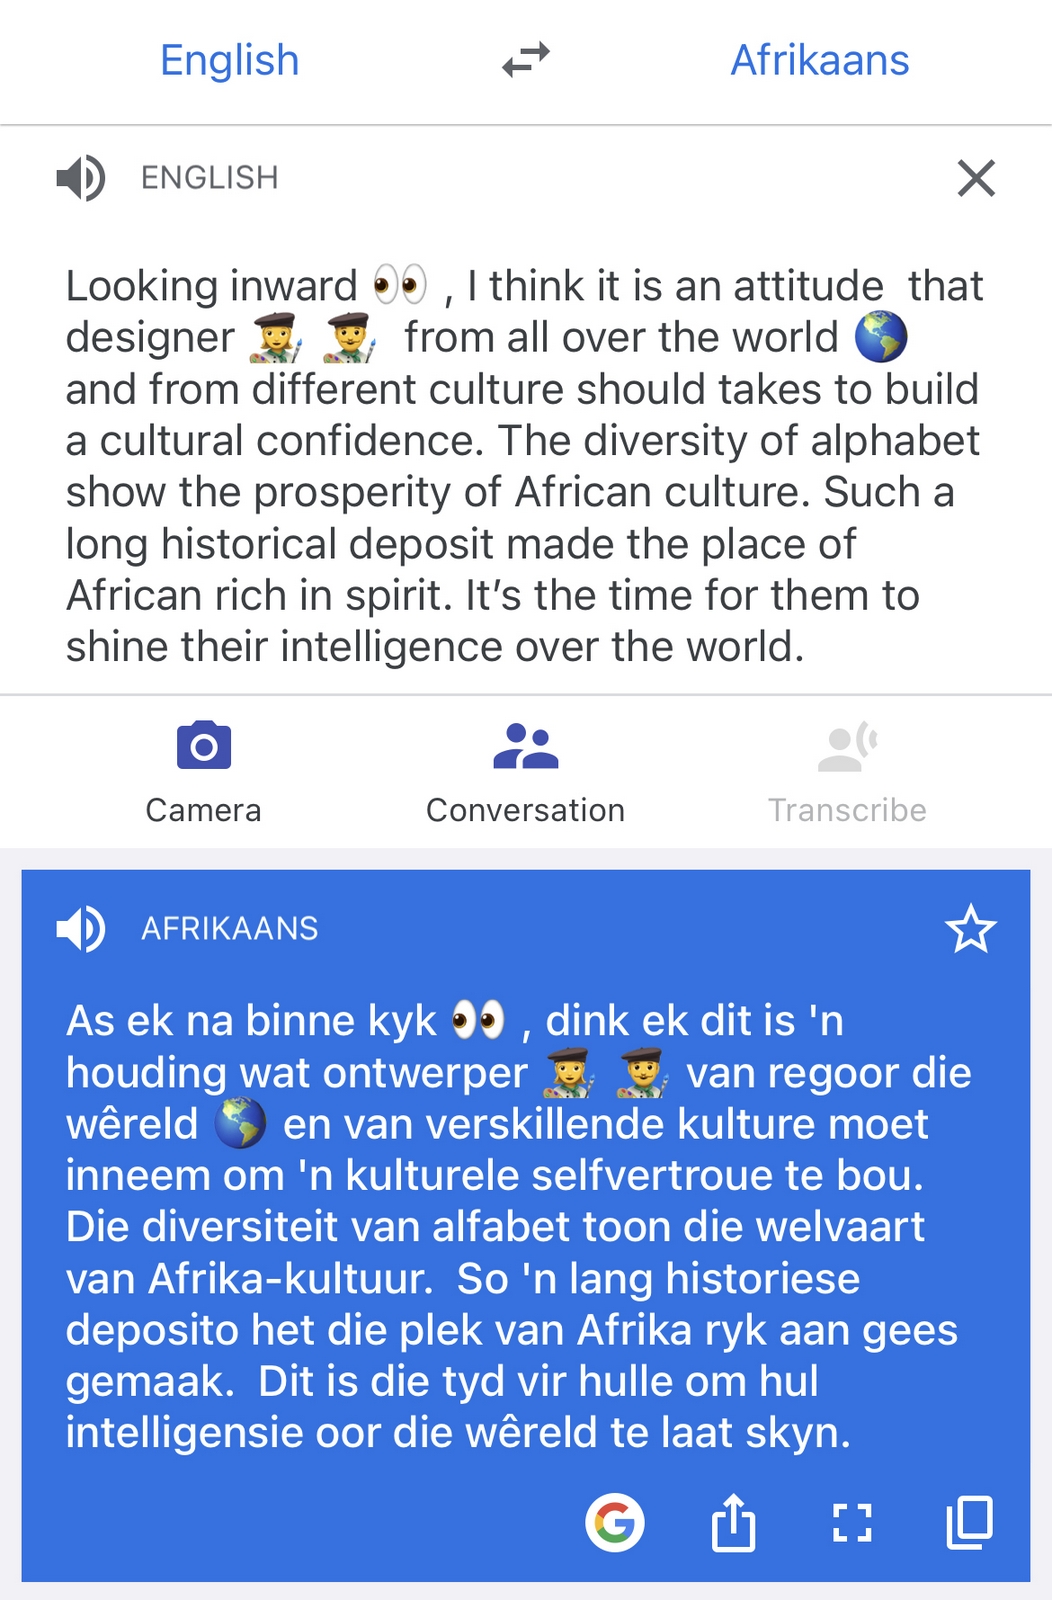 English Afrikaans
ENGLISH
Looking inward 👀 , I think it is an attitude  that
designer 👩‍🎨 👨‍🎨  from all over the world 🌎
and from different culture should takes to build
a cultural confidence. The diversity of alphabet
show the prosperity of African culture. Such a
long historical deposit made the place of
African rich in spirit. It’s the time for them to
shine their intelligence over the world.
Camera Conversation Transcribe
AFRIKAANS
As ek na binne kyk 👀 , dink ek dit is 'n
houding wat ontwerper 👩‍🎨 👨‍🎨 van regoor die
wêreld 🌎 en van verskillende kulture moet
inneem om 'n kulturele selfvertroue te bou.
Die diversiteit van alfabet toon die welvaart
van Afrika-kultuur.  So 'n lang historiese
deposito het die plek van Afrika ryk aan gees
gemaak.  Dit is die tyd vir hulle om hul
intelligensie oor die wêreld te laat skyn.
G